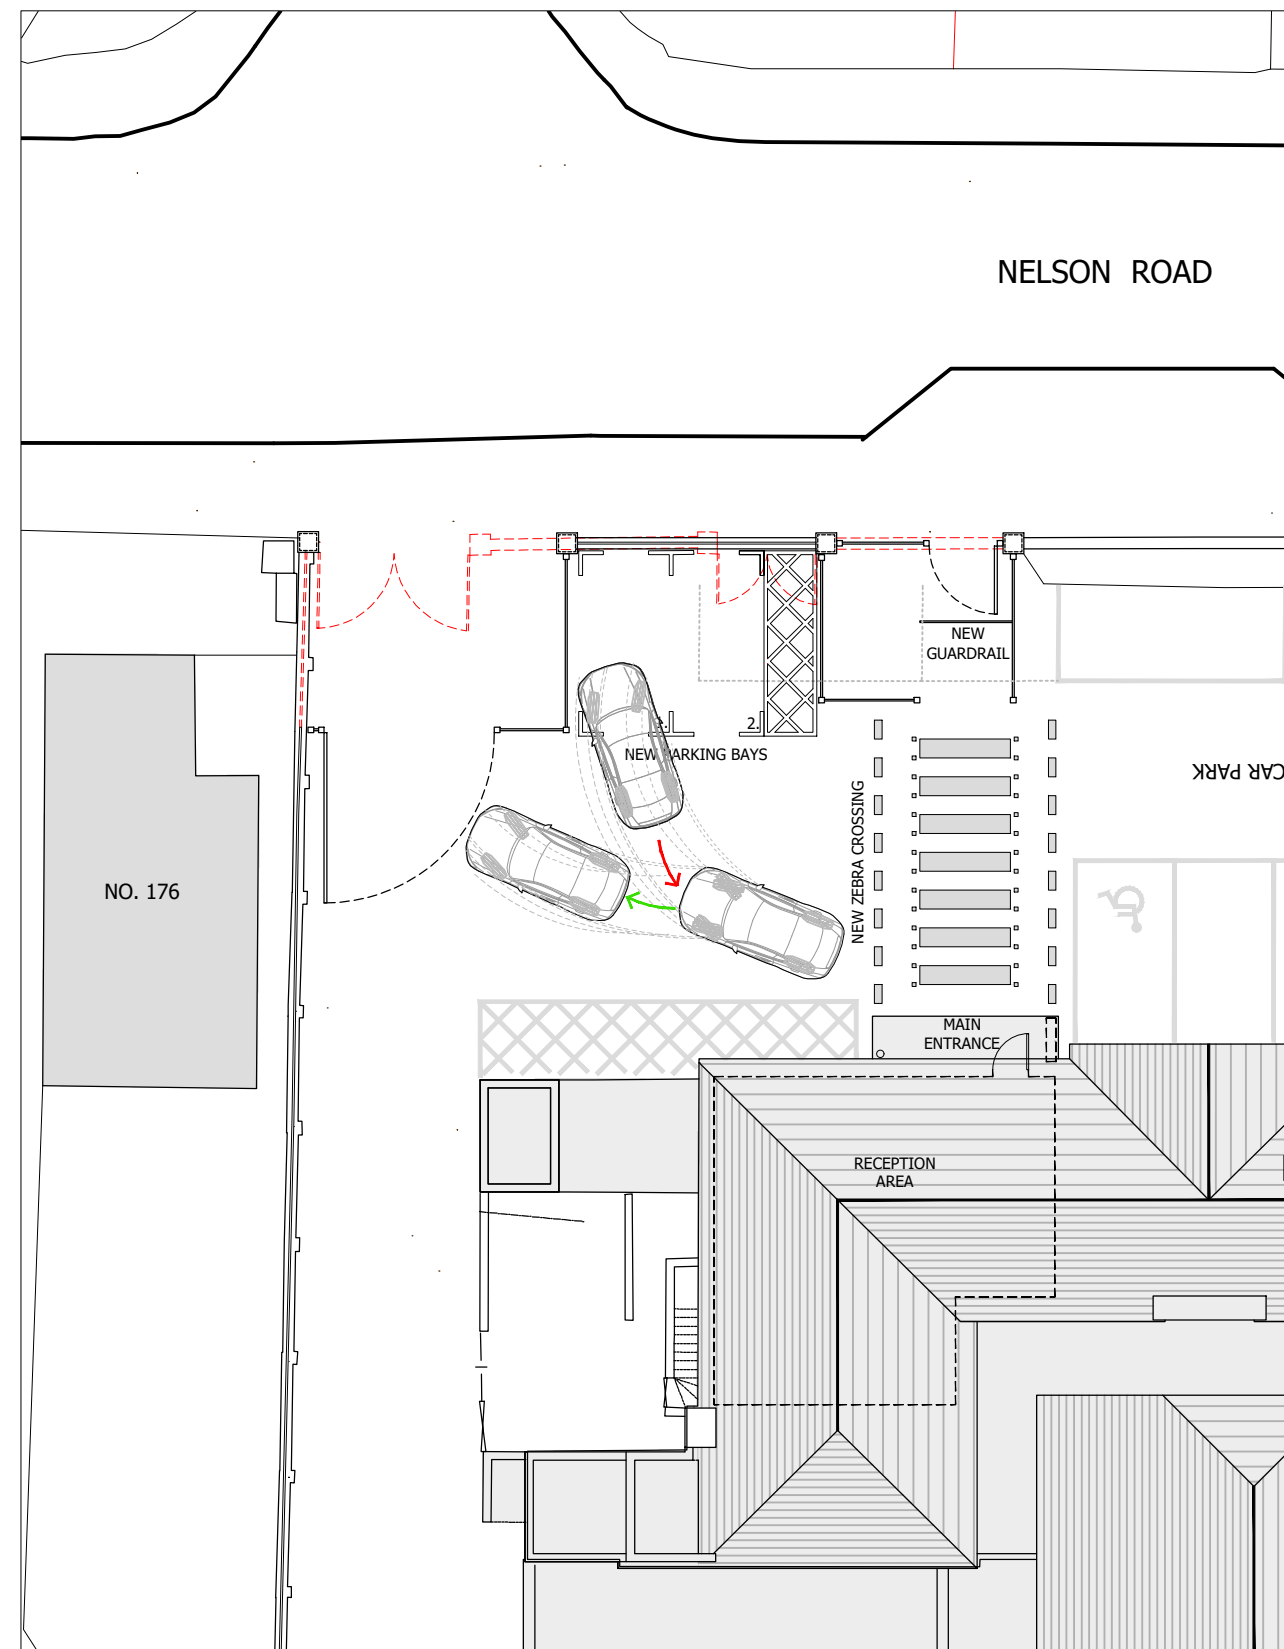 NELSON ROAD
NEW
GUARDRAIL
2.
NEW PARKING BAYS
CAR PARK
NEW ZEBRA CROSSING
NO. 176
MAIN
ENTRANCE
RECEPTION
AREA